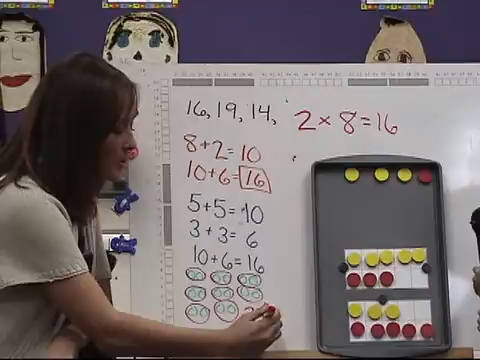 16, 19, 14,
2 × 8 = 16
8 + 2 = 10
10 + 6 = 16
5 + 5 = 10
3 + 3 = 6
10 + 6 = 16